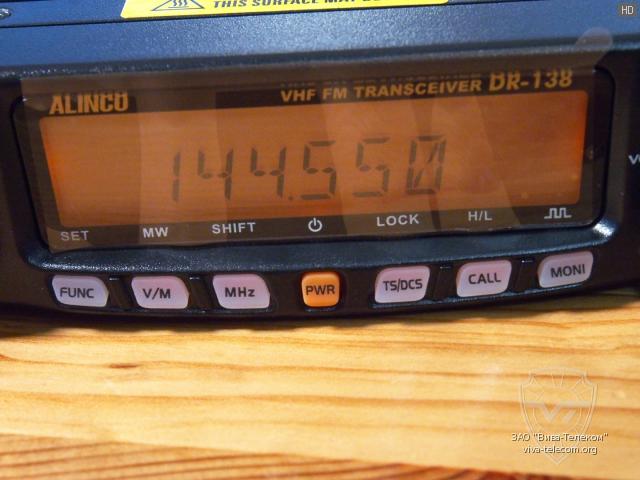 HD
THIS SURFACE MAY
ALINCO
VHF FM TRANSCEIVER DR-138
144.550
SET MW SHIFT LOCK H/L
FUNC V/M MHz PWR TS/DCS CALL MONI
ЗАО "Вива-Телеком"
viva-telecom.org